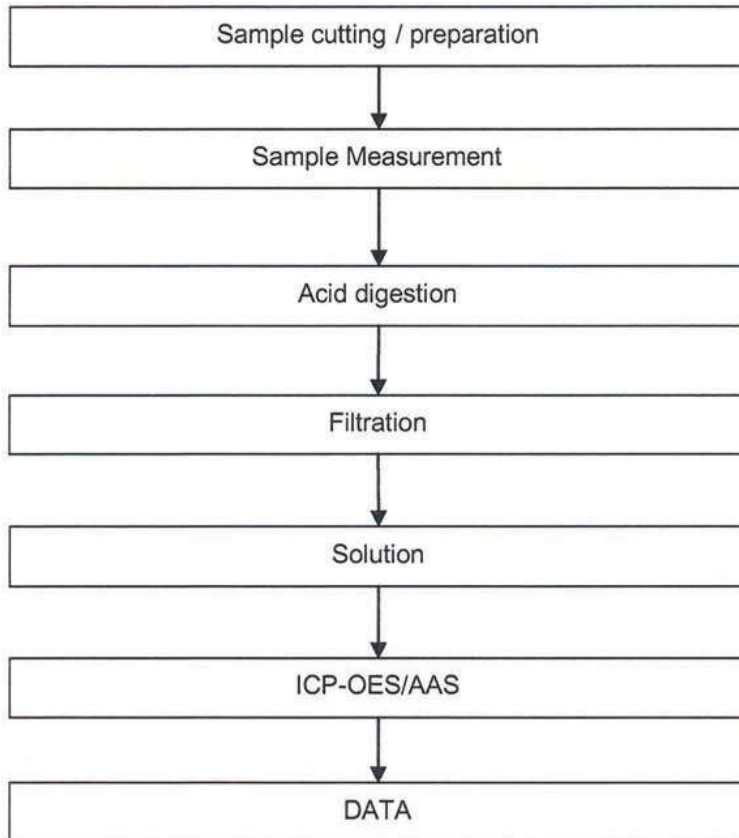 Sample cutting / preparation
Sample Measurement
Acid digestion
Filtration
Solution
ICP-OES/AAS
DATA